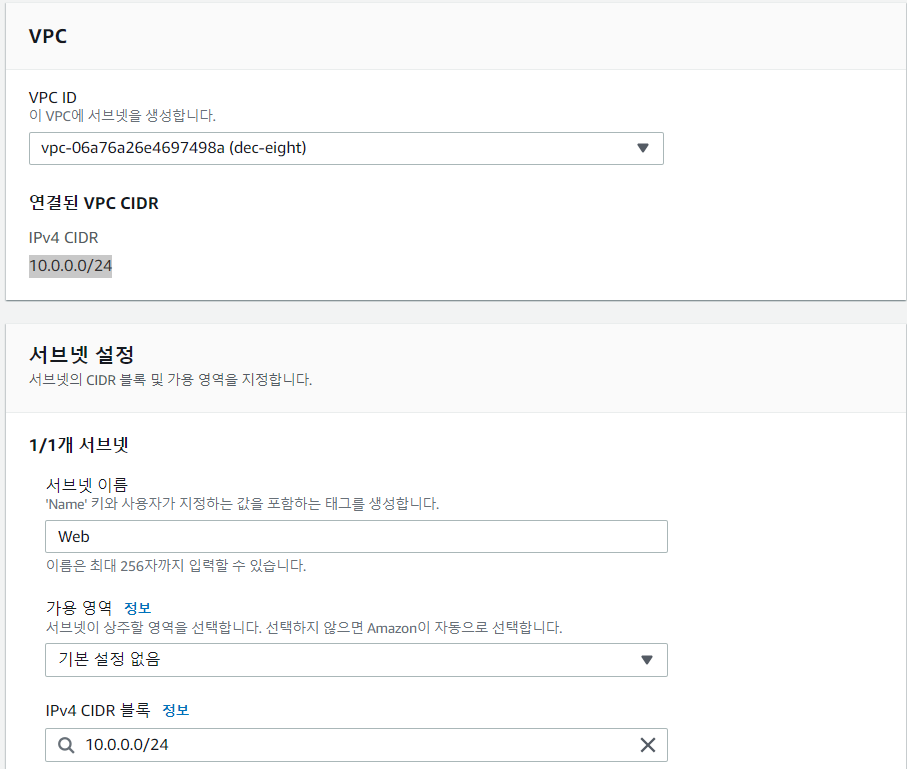 VPC
VPC ID
이 VPC에 서브넷을 생성합니다.
vpc-06a76a26e4697498a (dec-eight)
연결된 VPC CIDR
IPv4 CIDR
10.0.0.0/24
서브넷 설정
서브넷의 CIDR 블록 및 가용 영역을 지정합니다.
1/1개 서브넷
서브넷 이름
'Name' 키와 사용자가 지정하는 값을 포함하는 태그를 생성합니다.
Web
이름은 최대 256자까지 입력할 수 있습니다.
가용 영역 정보
서브넷이 상주할 영역을 선택합니다. 선택하지 않으면 Amazon이 자동으로 선택합니다.
기본 설정 없음
IPv4 CIDR 블록 정보
10.0.0.0/24